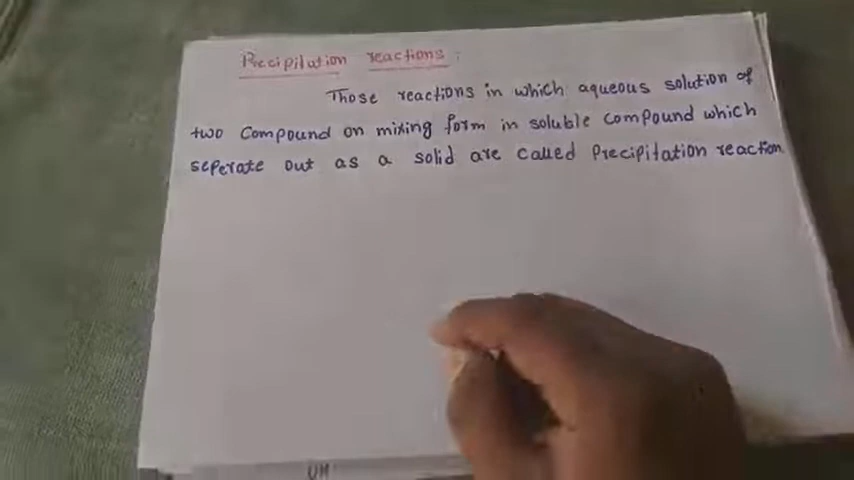 Precipilation reactions :
Those reactions in which aqueous solution of
two Compound on mixing form in soluble compound which
seperate out as a solid are called Precipitation reaction